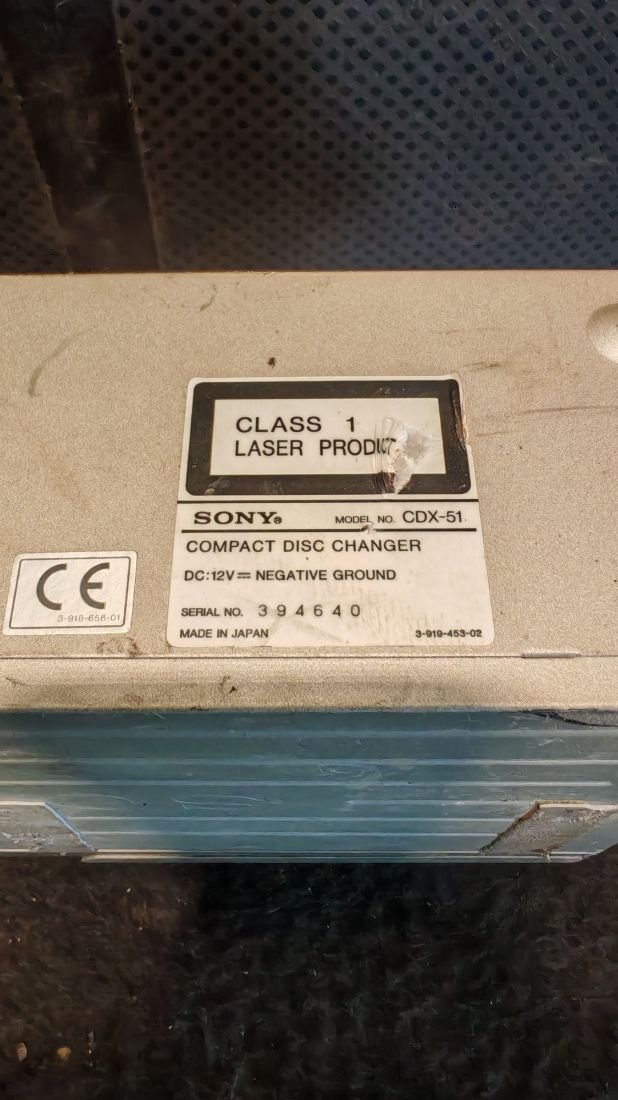 CLASS 1
LASER PRODUCT
SONY® MODEL NO. CDX-51
COMPACT DISC CHANGER
DC:12V⎓ NEGATIVE GROUND
SERIAL NO. 394640
MADE IN JAPAN 3-919-453-02
CE
3-918-658-01